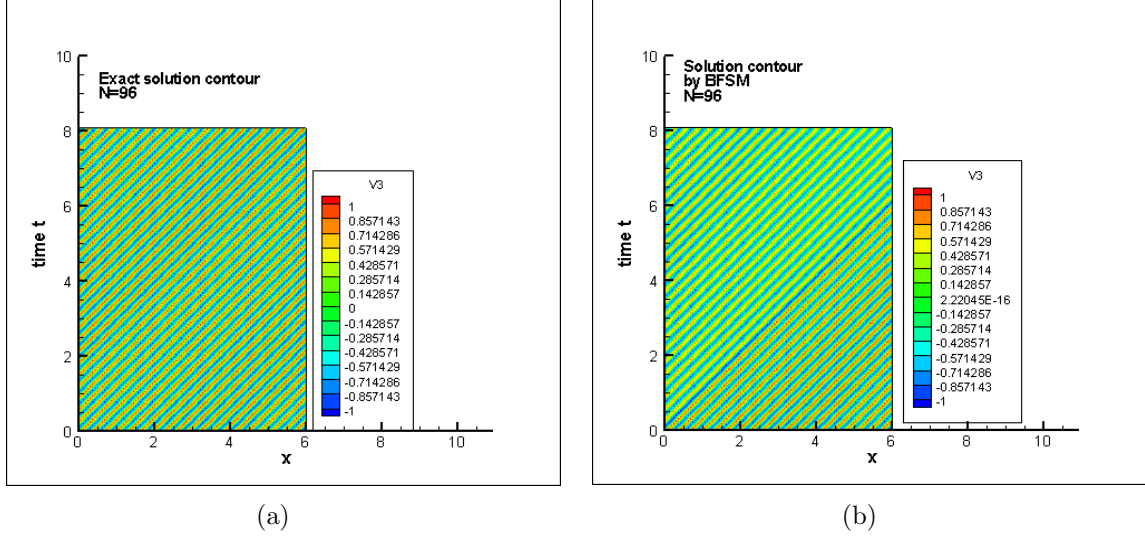 Exact solution contour
N=96
time t
10
8
6
4
2
0
0 2 4 6 8 10
x
V3
1
0.857143
0.714286
0.571429
0.428571
0.285714
0.142857
0
-0.142857
-0.285714
-0.428571
-0.571429
-0.714286
-0.857143
-1
(a)
Solution contour
by BFSM
N=96
time t
10
8
6
4
2
0
0 2 4 6 8 10
x
V3
1
0.857143
0.714286
0.571429
0.428571
0.285714
0.142857
2.22045E-16
-0.142857
-0.285714
-0.428571
-0.571429
-0.714286
-0.857143
-1
(b)